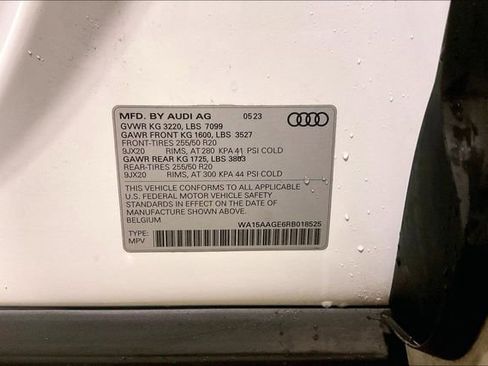 MFD. BY AUDI AG 05 23
GVWR KG 3220, LBS 7099
GAWR FRONT KG 1600, LBS 3527
FRONT-TIRES 255/50 R20
9JX20 RIMS, AT 280 KPA 41 PSI COLD
GAWR REAR KG 1725, LBS 3803
REAR-TIRES 255/50 R20
9JX20 RIMS, AT 300 KPA 44 PSI COLD
THIS VEHICLE CONFORMS TO ALL APPLICABLE
U.S. FEDERAL MOTOR VEHICLE SAFETY
STANDARDS IN EFFECT ON THE DATE OF
MANUFACTURE SHOWN ABOVE.
BELGIUM WA15AAGE6RB018525
TYPE:
MPV